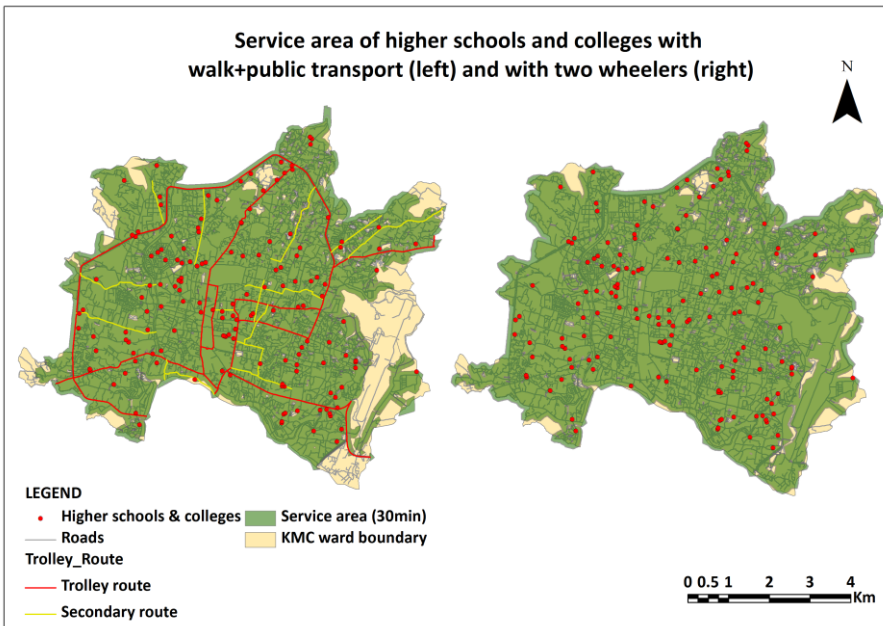 Service area of higher schools and colleges with
walk+public transport (left) and with two wheelers (right)
N
LEGEND
Higher schools & colleges
Service area (30min)
Roads
KMC ward boundary
Trolley_Route
Trolley route
Secondary route
0 0.5 1 2 3 4
Km